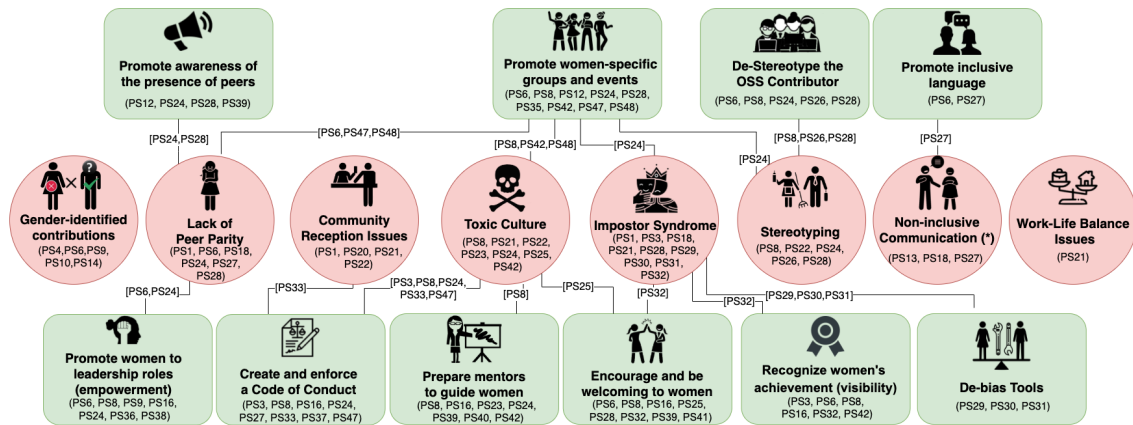 Promote awareness of
the presence of peers
(PS12, PS24, PS28, PS39)
Promote women-specific
groups and events
(PS6, PS8, PS12, PS24, PS28,
PS35, PS42, PS47, PS48)
De-Stereotype the
OSS Contributor
(PS6, PS8, PS24, PS26, PS28)
Promote inclusive
language
(PS6, PS27)
[PS24,PS28]
[PS6,PS47,PS48]
[PS8,PS42,PS48]
[PS24]
[PS24]
[PS8,PS26,PS28]
[PS27]
?
Gender-identified
contributions
(PS4,PS6,PS9,
PS10,PS14)
Lack of
Peer Parity
(PS1, PS6, PS18,
PS24, PS27,
PS28)
Community
Reception Issues
(PS1, PS20, PS21,
PS22)
Toxic Culture
(PS8, PS21, PS22,
PS23, PS24, PS25,
PS42)
Impostor Syndrome
(PS1, PS3, PS18,
PS21, PS28, PS29,
PS30, PS31,
PS32)
Stereotyping
(PS8, PS22, PS24,
PS26, PS28)
Non-inclusive
Communication (*)
(PS13, PS18, PS27)
Work-Life Balance
Issues
(PS21)
[PS6,PS24]
[PS33]
[PS3,PS8,PS24,
PS33,PS47]
[PS8]
[PS25]
[PS32]
[PS32]
[PS29,PS30,PS31]
Promote women to
leadership roles
(empowerment)
(PS6, PS8, PS9, PS16,
PS24, PS36, PS38)
Create and enforce
a Code of Conduct
(PS3, PS8, PS16, PS24,
PS27, PS33, PS37, PS47)
Prepare mentors
to guide women
(PS8, PS16, PS23, PS24,
PS39, PS40, PS42)
Encourage and be
welcoming to women
(PS6, PS8, PS16, PS25,
PS28, PS32, PS39, PS41)
Recognize women's
achievement (visibility)
(PS3, PS6, PS8,
PS16, PS32, PS42)
De-bias Tools
(PS29, PS30, PS31)